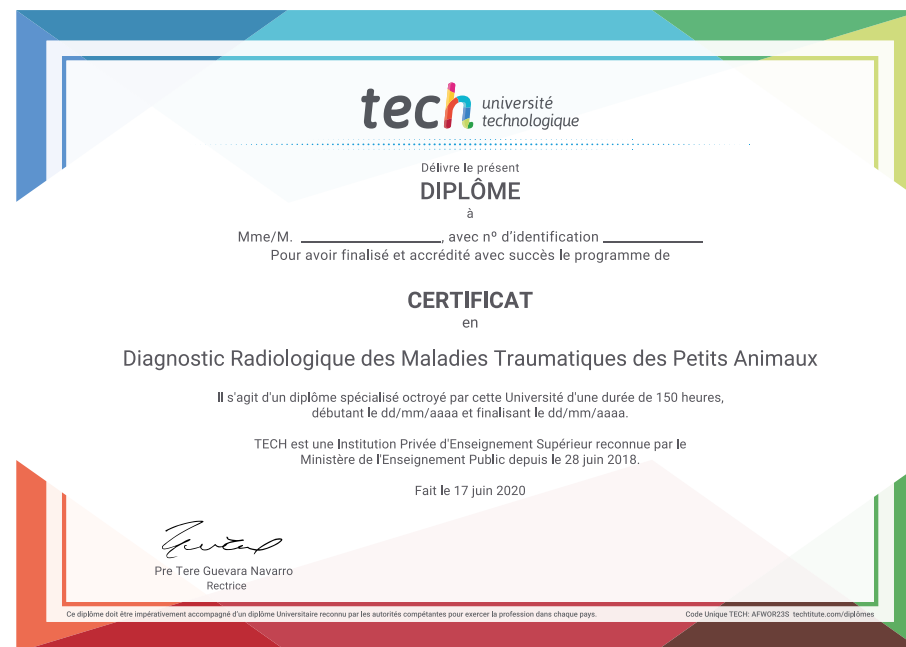 tech université
technologique
Délivre le présent
DIPLÔME
à
Mme/M. ____________________, avec nº d'identification ______________
Pour avoir finalisé et accrédité avec succès le programme de
CERTIFICAT
en
Diagnostic Radiologique des Maladies Traumatiques des Petits Animaux
Il s'agit d'un diplôme spécialisé octroyé par cette Université d'une durée de 150 heures,
débutant le dd/mm/aaaa et finalisant le dd/mm/aaaa.
TECH est une Institution Privée d'Enseignement Supérieur reconnue par le
Ministère de l'Enseignement Public depuis le 28 juin 2018.
Fait le 17 juin 2020
Pre Tere Guevara Navarro
Rectrice
Ce diplôme doit être impérativement accompagné d'un diplôme Universitaire reconnu par les autorités compétentes pour exercer la profession dans chaque pays.
Code Unique TECH: AFWOR23S techtitute.com/diplômes